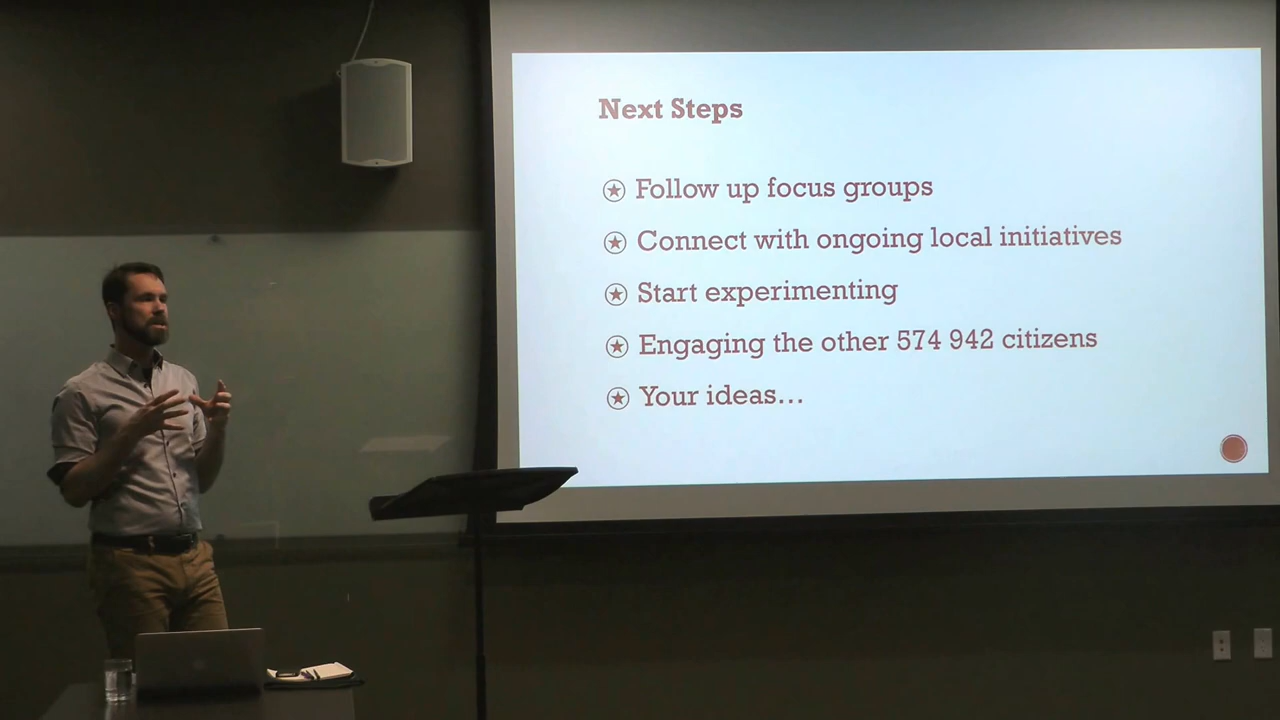 Next Steps
Follow up focus groups
Connect with ongoing local initiatives
Start experimenting
Engaging the other 574 942 citizens
Your ideas...